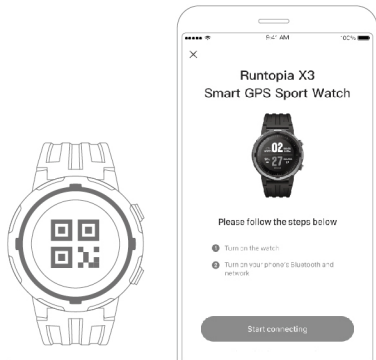 9:41 AM
100%
Runtopia X3
Smart GPS Sport Watch
02
27
Please follow the steps below
1 Turn on the watch
2 Turn on your phone's Bluetooth and
network
Start connecting